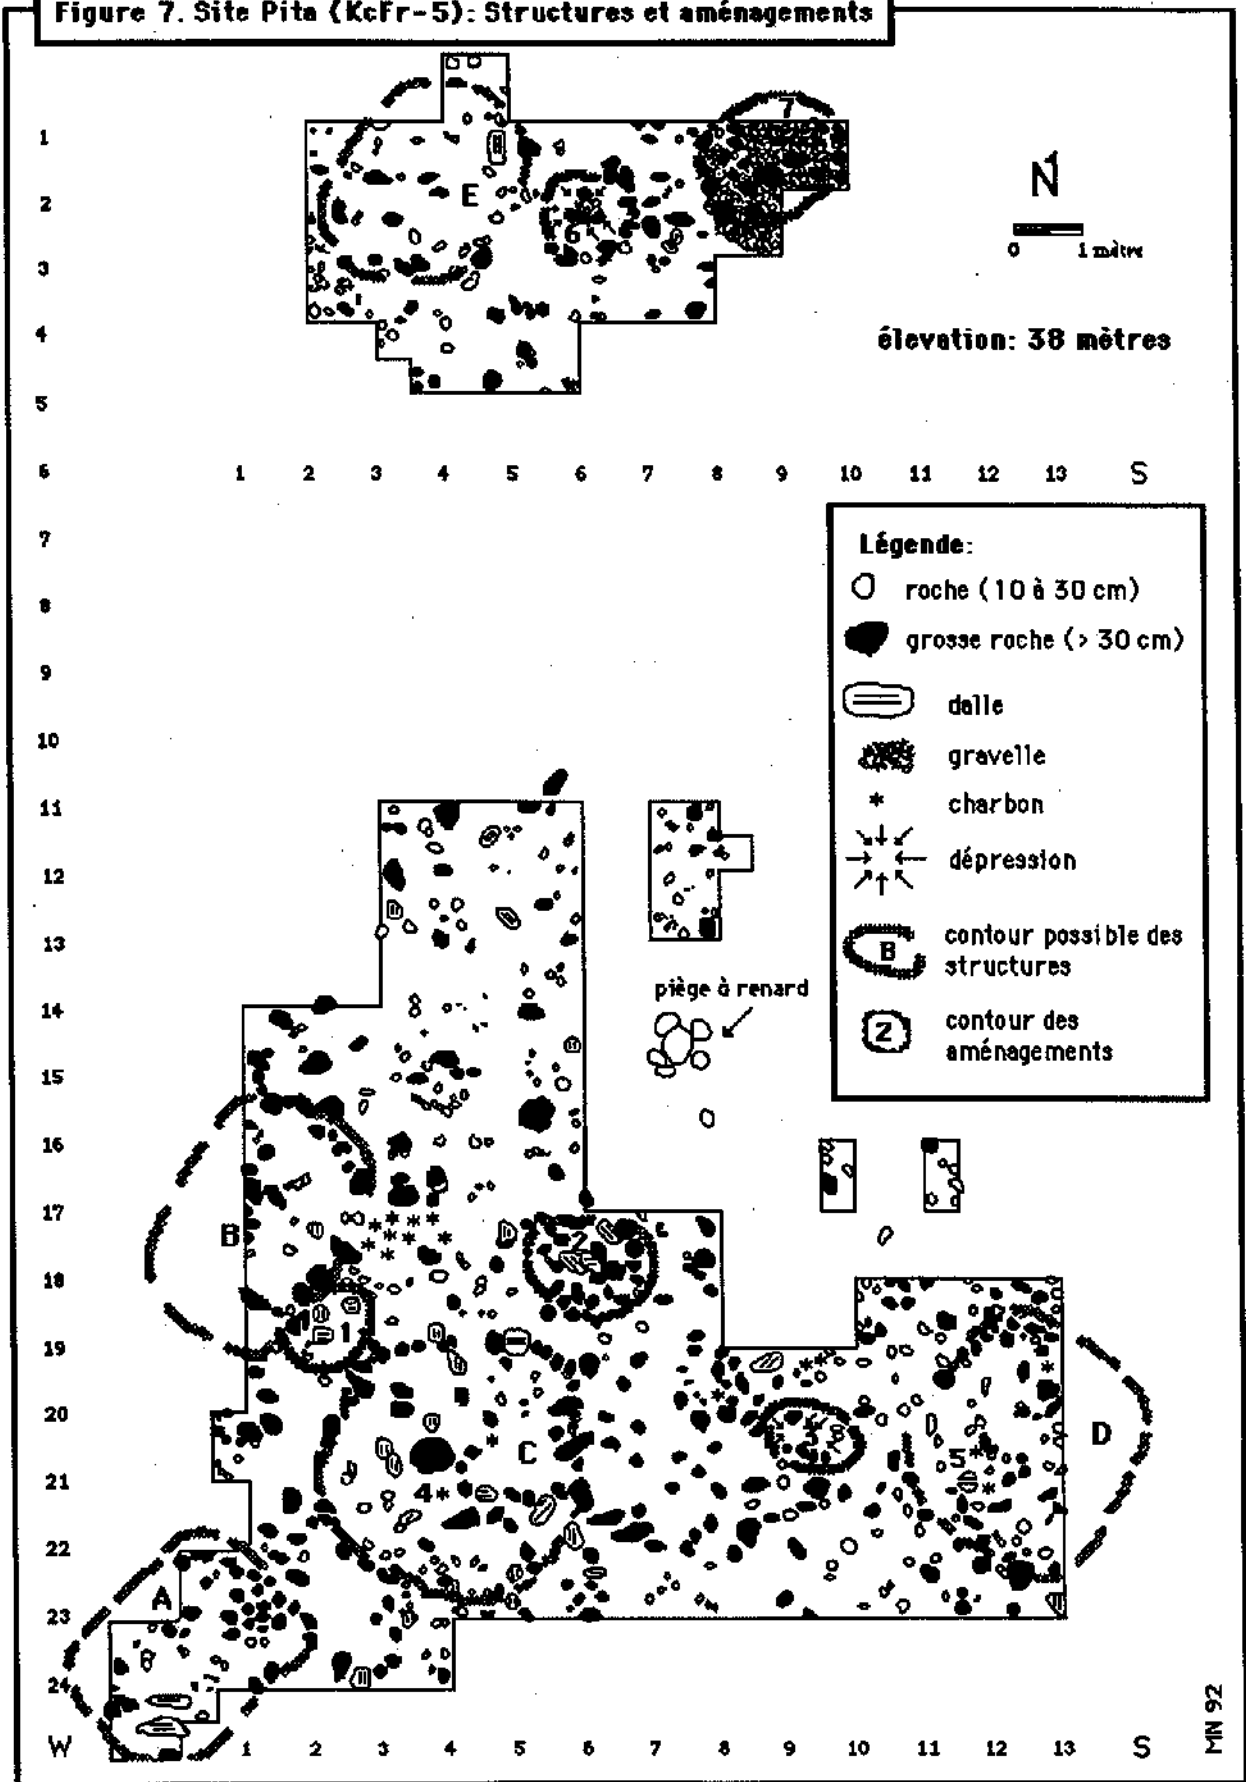 Figure 7. Site Pita (KcFr-5): Structures et aménagements
7
1
E
N
2
6
0 1 mètre
3
4
élevation: 38 mètres
5
6 1 2 3 4 5 6 7 8 9 10 11 12 13 S
7
Légende:
8
roche (10 à 30 cm)
grosse roche (> 30 cm)
9
dalle
10
gravelle
11
charbon
12
dépression
13
B
contour possible des
structures
piège à renard
14
2
contour des
aménagements
15
16
17
B
2
18
1
19
20
C
3
D
5
21
4
22
A
23
24
W 1 2 3 4 5 6 7 8 9 10 11 12 13 S
MN 92